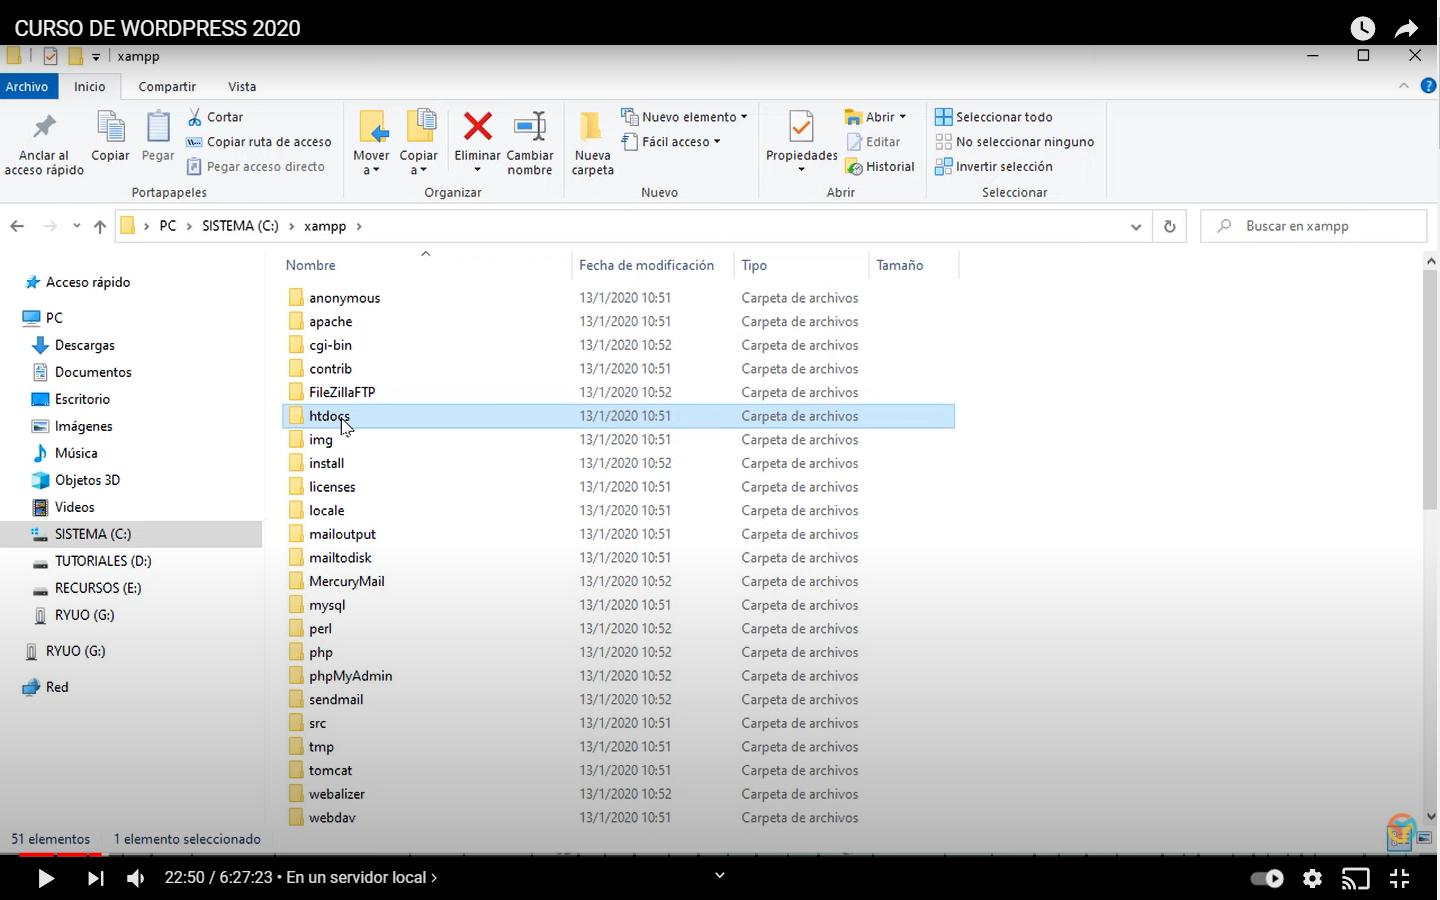 CURSO DE WORDPRESS 2020
xampp
Archivo Inicio Compartir Vista
Anclar al acceso rápido
Copiar
Pegar
Cortar
Copiar ruta de acceso
Pegar acceso directo
Portapapeles
Mover a
Copiar a
Eliminar
Cambiar nombre
Organizar
Nueva carpeta
Nuevo elemento
Fácil acceso
Nuevo
Propiedades
Abrir
Editar
Historial
Abrir
Seleccionar todo
No seleccionar ninguno
Invertir selección
Seleccionar
PC > SISTEMA (C:) > xampp >
Buscar en xampp
Acceso rápido
PC
Descargas
Documentos
Escritorio
Imágenes
Música
Objetos 3D
Videos
SISTEMA (C:)
TUTORIALES (D:)
RECURSOS (E:)
RYUO (G:)
RYUO (G:)
Red
Nombre Fecha de modificación Tipo Tamaño
anonymous 13/1/2020 10:51 Carpeta de archivos
apache 13/1/2020 10:51 Carpeta de archivos
cgi-bin 13/1/2020 10:52 Carpeta de archivos
contrib 13/1/2020 10:51 Carpeta de archivos
FileZillaFTP 13/1/2020 10:52 Carpeta de archivos
htdocs 13/1/2020 10:51 Carpeta de archivos
img 13/1/2020 10:51 Carpeta de archivos
install 13/1/2020 10:52 Carpeta de archivos
licenses 13/1/2020 10:51 Carpeta de archivos
locale 13/1/2020 10:51 Carpeta de archivos
mailoutput 13/1/2020 10:51 Carpeta de archivos
mailtodisk 13/1/2020 10:51 Carpeta de archivos
MercuryMail 13/1/2020 10:52 Carpeta de archivos
mysql 13/1/2020 10:51 Carpeta de archivos
perl 13/1/2020 10:52 Carpeta de archivos
php 13/1/2020 10:52 Carpeta de archivos
phpMyAdmin 13/1/2020 10:52 Carpeta de archivos
sendmail 13/1/2020 10:52 Carpeta de archivos
src 13/1/2020 10:51 Carpeta de archivos
tmp 13/1/2020 10:51 Carpeta de archivos
tomcat 13/1/2020 10:51 Carpeta de archivos
webalizer 13/1/2020 10:52 Carpeta de archivos
webdav 13/1/2020 10:51 Carpeta de archivos
51 elementos 1 elemento seleccionado
22:50 / 6:27:23 • En un servidor local >